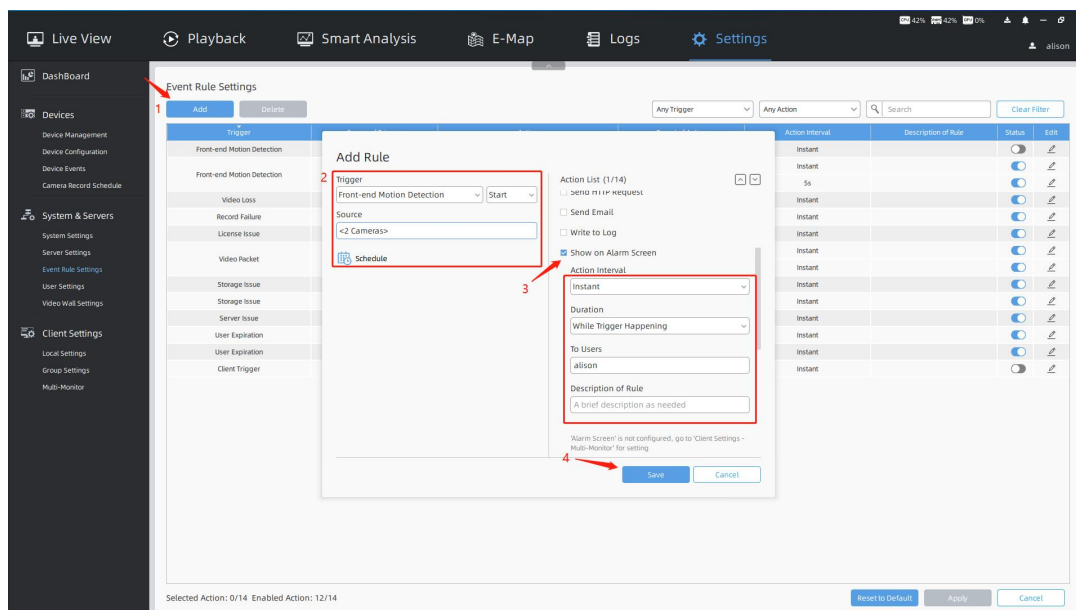 CPU 42% RAM 42% GPU 0%
Live View Playback Smart Analysis E-Map Logs Settings alison
DashBoard
Devices
Device Management
Device Configuration
Device Events
Camera Record Schedule
System & Servers
System Settings
Server Settings
Event Rule Settings
User Settings
Video Wall Settings
Client Settings
Local Settings
Group Settings
Multi-Monitor
Event Rule Settings
1 Add Delete Any Trigger Any Action Search Clear Filter
Trigger Action Interval Description of Rule Status Edit
Front-end Motion Detection Instant
Front-end Motion Detection Instant
5s
Video Loss Instant
Record Failure Instant
License Issue Instant
Video Packet Instant
Instant
Storage Issue Instant
Storage Issue Instant
Server Issue Instant
User Expiration Instant
User Expiration Instant
Client Trigger Instant
Add Rule
2 Trigger
Front-end Motion Detection Start
Source
<2 Cameras>
Schedule
Action List (1/14)
Send HTTP Request
Send Email
Write to Log
Show on Alarm Screen
3
Action Interval
Instant
Duration
While Trigger Happening
To Users
alison
Description of Rule
A brief description as needed
'Alarm Screen' is not configured, go to 'Client Settings -
Multi-Monitor' for setting
4
Save Cancel
Selected Action: 0/14 Enabled Action: 12/14 Reset to Default Apply Cancel